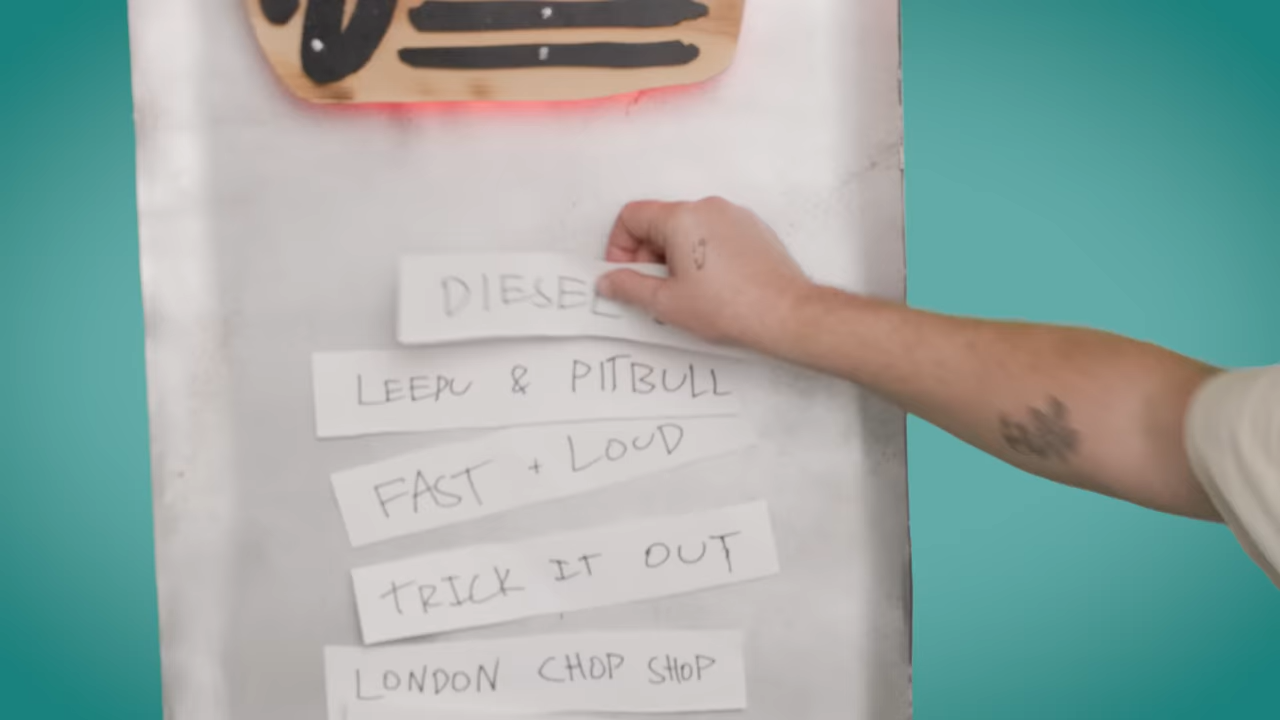 DIESEL
LEEPU & PITBULL
FAST + LOUD
TRICK IT OUT
LONDON CHOP SHOP